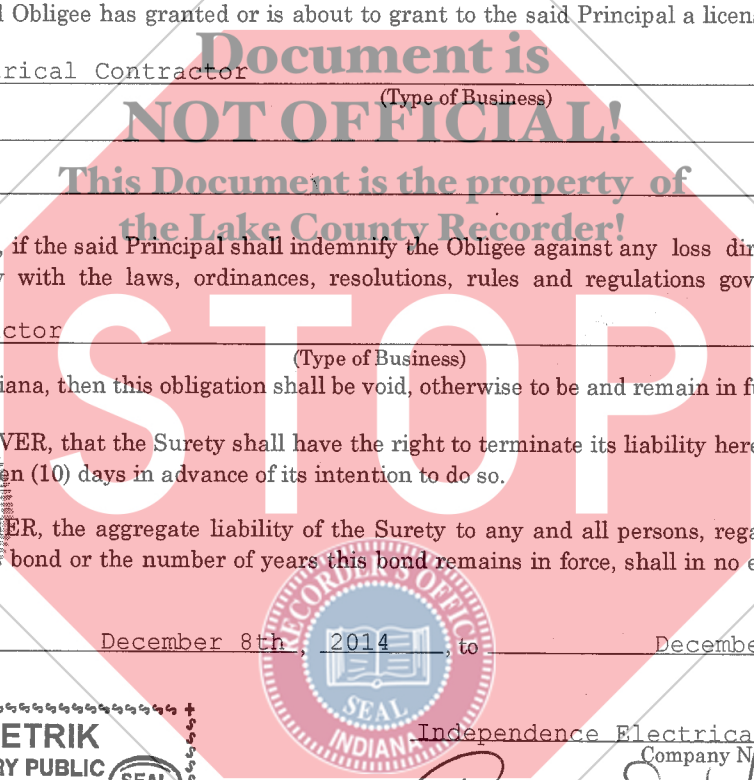 Obligee has granted or is about to grant to the said Principal a licen
Document is
rical Contractor
(Type of Business)
NOT OFFICIAL!
This Document is the property of
the Lake County Recorder!
, if the said Principal shall indemnify the Obligee against any loss dir
y with the laws, ordinances, resolutions, rules and regulations gov
STOP
ctor
(Type of Business)
iana, then this obligation shall be void, otherwise to be and remain in f
VER, that the Surety shall have the right to terminate its liability here
en (10) days in advance of its intention to do so.
ER, the aggregate liability of the Surety to any and all persons, rega
bond or the number of years this bond remains in force, shall in no e
RECORDER'S OFFICE
December 8th, 2014, to Decembe
SEAL
INDIANA
ETRIK
RY PUBLIC
SEAL
Independence Electrica
Company N